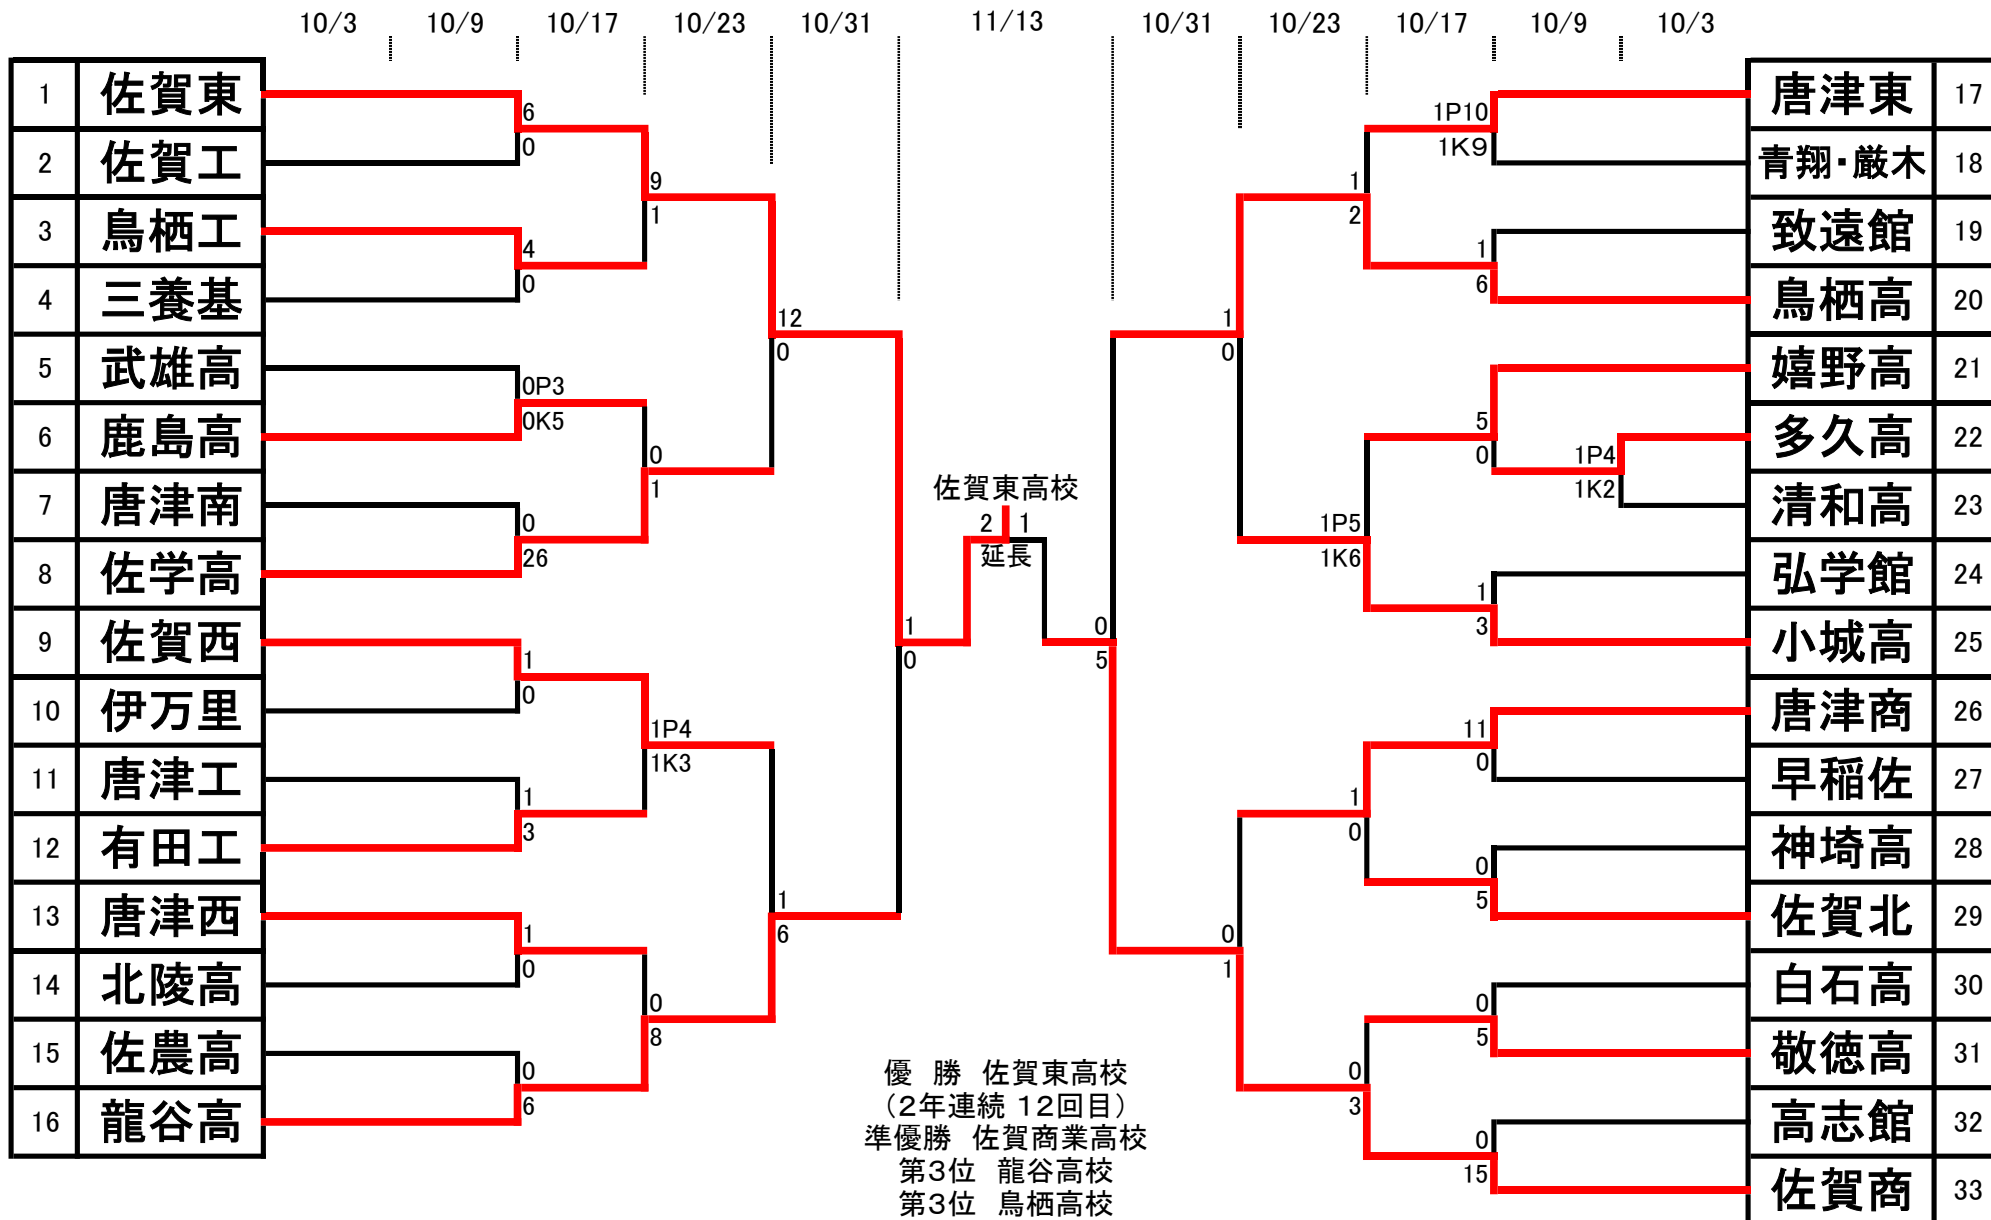 10/3 10/9 10/17 10/23 10/31 11/13 10/31 10/23 10/17 10/9 10/3
1 佐賀東
2 佐賀工
3 鳥栖工
4 三養基
5 武雄高
6 鹿島高
7 唐津南
8 佐学高
9 佐賀西
10 伊万里
11 唐津工
12 有田工
13 唐津西
14 北陵高
15 佐農高
16 龍谷高
6
0
4
0
0P3
0K5
0
26
1
0
1
3
1
0
0
6
9
1
0
1
1P4
1K3
0
8
12
0
1
6
1
0
佐賀東高校
2 1
延長
0
5
1
0
0
1
1
2
1P5
1K6
1
0
0
3
1P10
1K9
1
6
5
0
1P4
1K2
1
3
11
0
0
5
0
5
0
15
唐津東 17
青翔・厳木 18
致遠館 19
鳥栖高 20
嬉野高 21
多久高 22
清和高 23
弘学館 24
小城高 25
唐津商 26
早稲佐 27
神埼高 28
佐賀北 29
白石高 30
敬徳高 31
高志館 32
佐賀商 33
優 勝 佐賀東高校
（2年連続 12回目）
準優勝 佐賀商業高校
第3位 龍谷高校
第3位 鳥栖高校